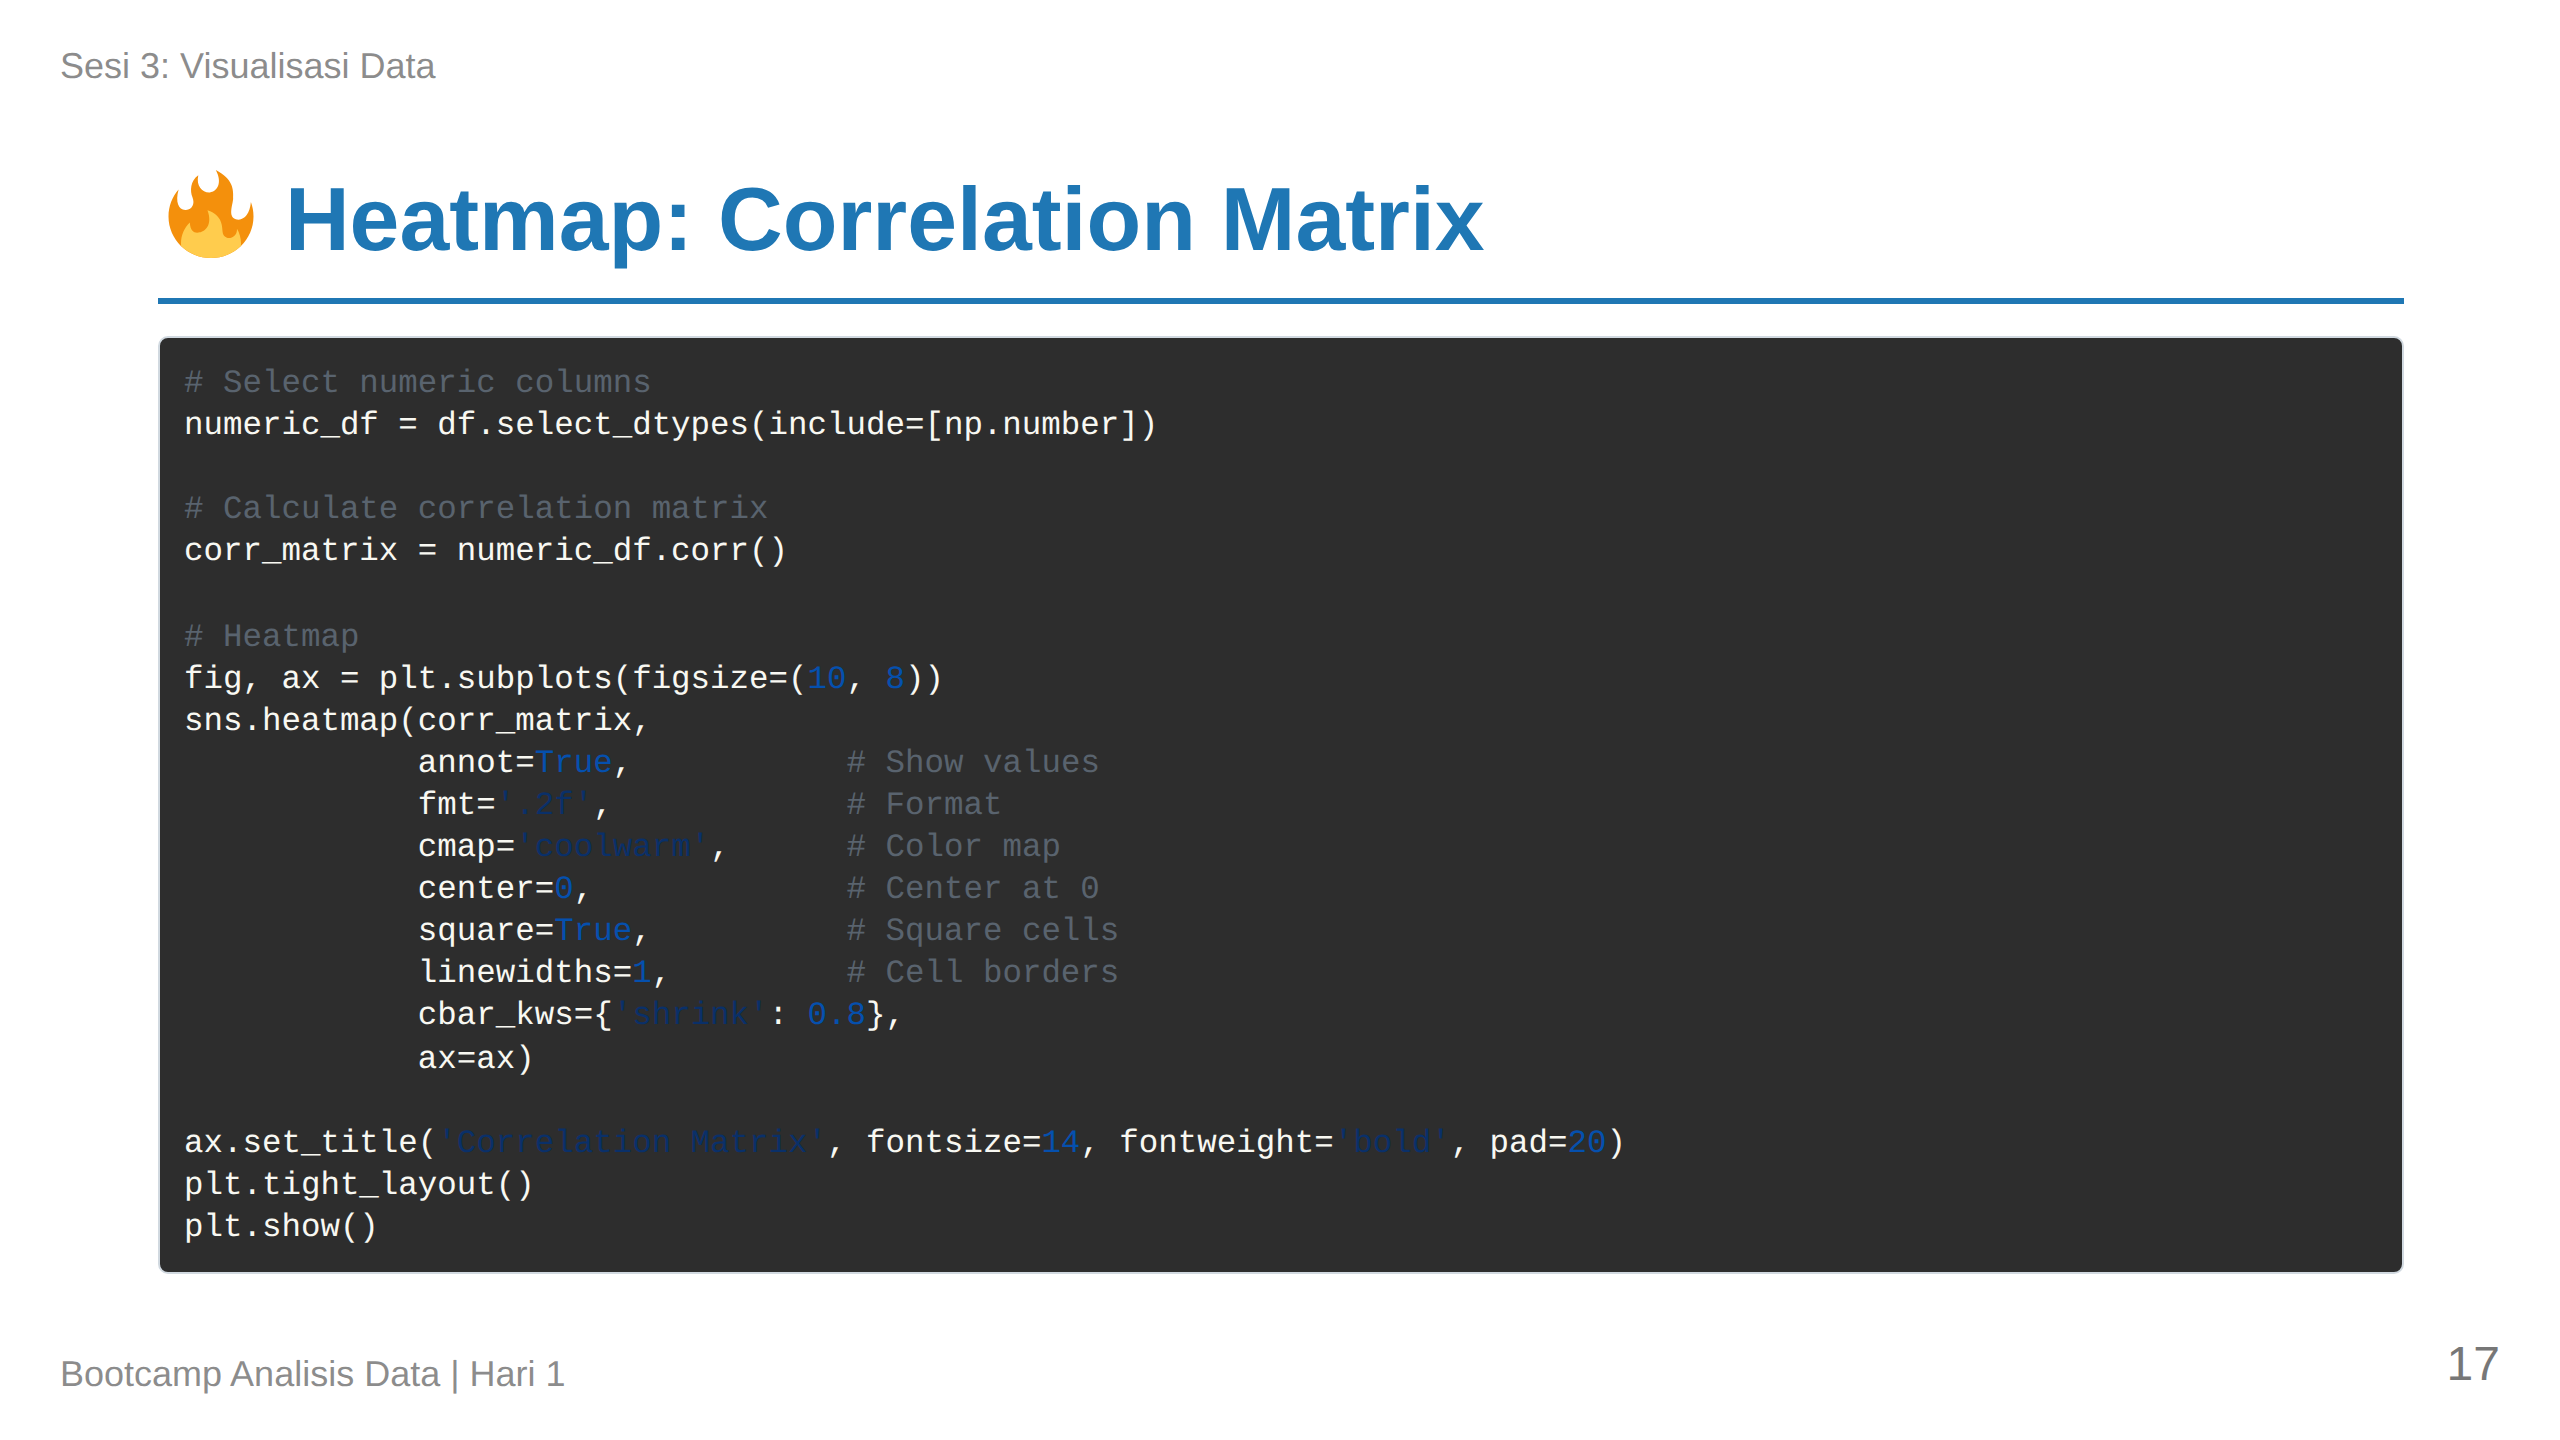 Sesi 3: Visualisasi Data
🔥 Heatmap: Correlation Matrix
# Select numeric columns
numeric_df = df.select_dtypes(include=[np.number])
# Calculate correlation matrix
corr_matrix = numeric_df.corr()
# Heatmap
fig, ax = plt.subplots(figsize=(10, 8))
sns.heatmap(corr_matrix,
            annot=True,           # Show values
            fmt='.2f',            # Format
            cmap='coolwarm',      # Color map
            center=0,             # Center at 0
            square=True,          # Square cells
            linewidths=1,         # Cell borders
            cbar_kws={'shrink': 0.8},
            ax=ax)
ax.set_title('Correlation Matrix', fontsize=14, fontweight='bold', pad=20)
plt.tight_layout()
plt.show()
Bootcamp Analisis Data | Hari 1
17